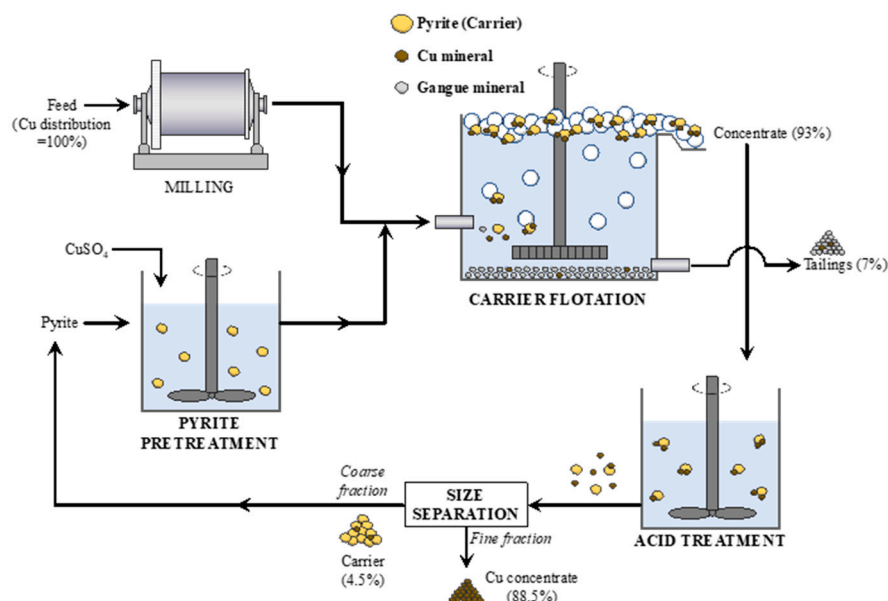 Pyrite (Carrier)
Cu mineral
Gangue mineral
Feed
(Cu distribution
=100%)
MILLING
Concentrate (93%)
Tailings (7%)
CARRIER FLOTATION
CuSO₄
Pyrite
PYRITE
PRETREATMENT
Coarse
fraction
SIZE
SEPARATION
Fine fraction
ACID TREATMENT
Carrier
(4.5%)
Cu concentrate
(88.5%)